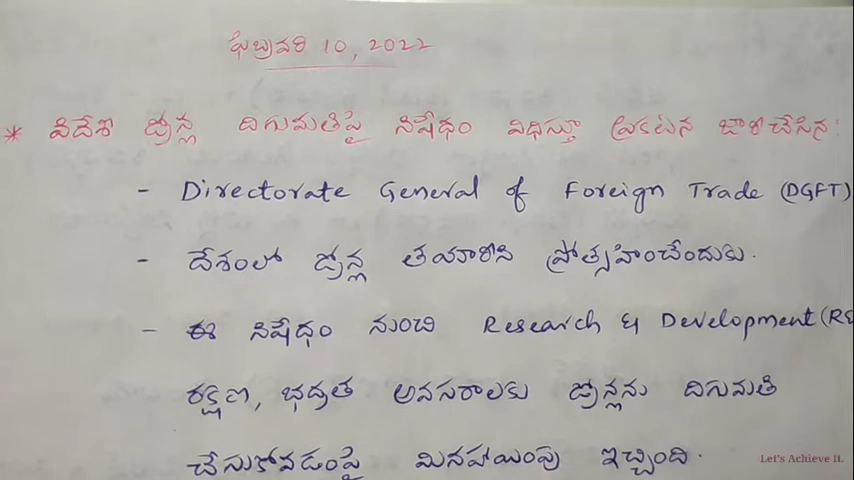 ఫిబ్రవరి 10, 2022
* విదేశీ డ్రోన్ల దిగుమతిపై నిషేధం విధిస్తూ ప్రకటన జారీచేసిన:
- Directorate General of Foreign Trade (DGFT)
- దేశంలో డ్రోన్ల తయారీని ప్రోత్సహించేందుకు.
- ఈ నిషేధం నుంచి Research & Development (R&
రక్షణ, భద్రత అవసరాలకు డ్రోన్లను దిగుమతి
చేసుకోవడంపై మినహాయింపు ఇచ్చింది.
Let's Achieve IL